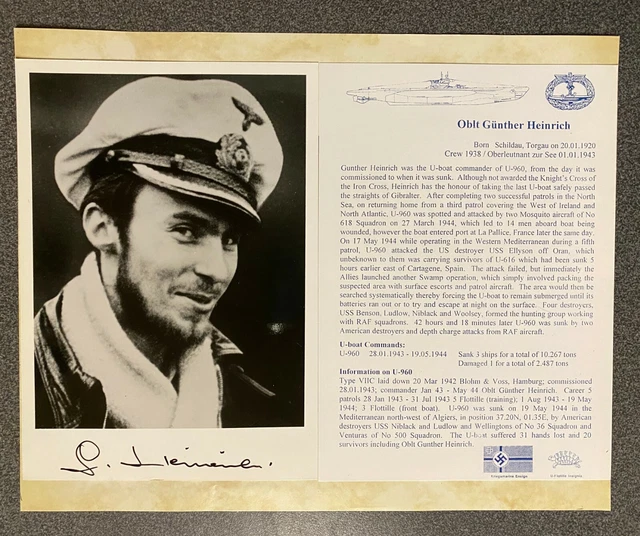 Oblt Günther Heinrich
Born Schildau, Torgau on 20.01.1920
Crew 1938 / Oberleutnant zur See 01.01.1943
Gunther Heinrich was the U-boat commander of U-960, from the day it was
commissioned to when it was sunk. Although not awarded the Knight's Cross of
the Iron Cross, Heinrich has the honour of taking the last U-boat safely passed
the straights of Gibralter. After completing two successful patrols in the North
Sea, on returning home from a third patrol covering the West of Ireland and
North Atlantic, U-960 was spotted and attacked by two Mosquito aircraft of No
618 Squadron on 27 March 1944, which led to 14 men aboard boat being
wounded, however the boat entered port at La Pallice, France later the same day.
On 17 May 1944 while operating in the Western Mediterranean during a fifth
patrol, U-960 attacked the US destroyer USS Ellyson off Oran, which
unbeknown to them was carrying survivors of U-616 which had been sunk 5
hours earlier east of Cartagene, Spain. The attack failed, but immediately the
Allies launched another Swamp operation, which simply involved packing the
suspected area with surface escorts and patrol aircraft. The area would then be
searched systematically thereby forcing the U-boat to remain submerged until its
batteries ran out or to try and escape at night on the surface. Four destroyers,
USS Benson, Ludlow, Niblack and Woolsey, formed the hunting group working
with RAF squadrons. 42 hours and 18 minutes later U-960 was sunk by two
American destroyers and depth charge attacks from RAF aircraft.
U-boat Commands:
U-960 28.01.1943 - 19.05.1944 Sank 3 ships for a total of 10.267 tons
Damaged 1 for a total of 2.487 tons
Information on U-960
Type VIIC laid down 20 Mar 1942 Blohm & Voss, Hamburg; commissioned
28.01.1943; commander Jan 43 - May 44 Oblt Günther Heinrich. Career 5
patrols 28 Jan 1943 - 31 Jul 1943 5 Flottille (training); 1 Aug 1943 - 19 May
1944; 3 Flottille (front boat). U-960 was sunk on 19 May 1944 in the
Mediterranean north-west of Algiers, in position 37.20N, 01.35E, by American
destroyers USS Niblack and Ludlow and Wellingtons of No 36 Squadron and
Venturas of No 500 Squadron. The U-boat suffered 31 hands lost and 20
survivors including Oblt Günther Heinrich.
G. Heinrich.